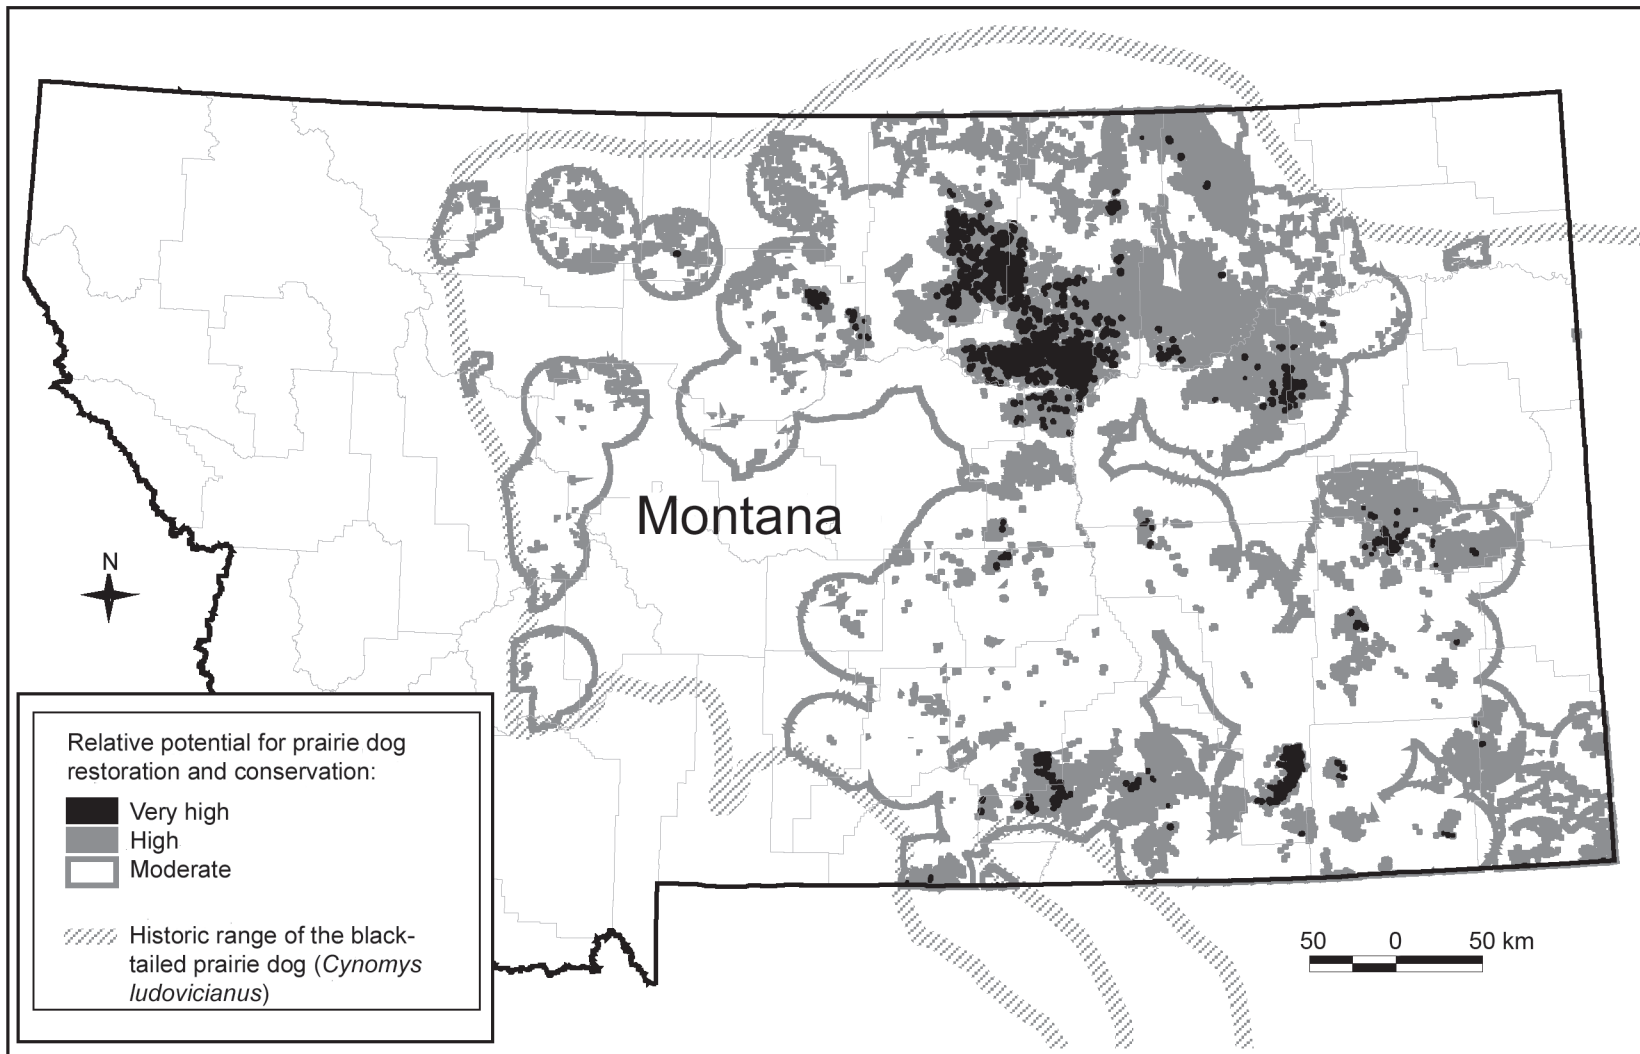 Montana
N
Relative potential for prairie dog
restoration and conservation:
Very high
High
Moderate
Historic range of the black-
tailed prairie dog (Cynomys
ludovicianus)
50 0 50 km